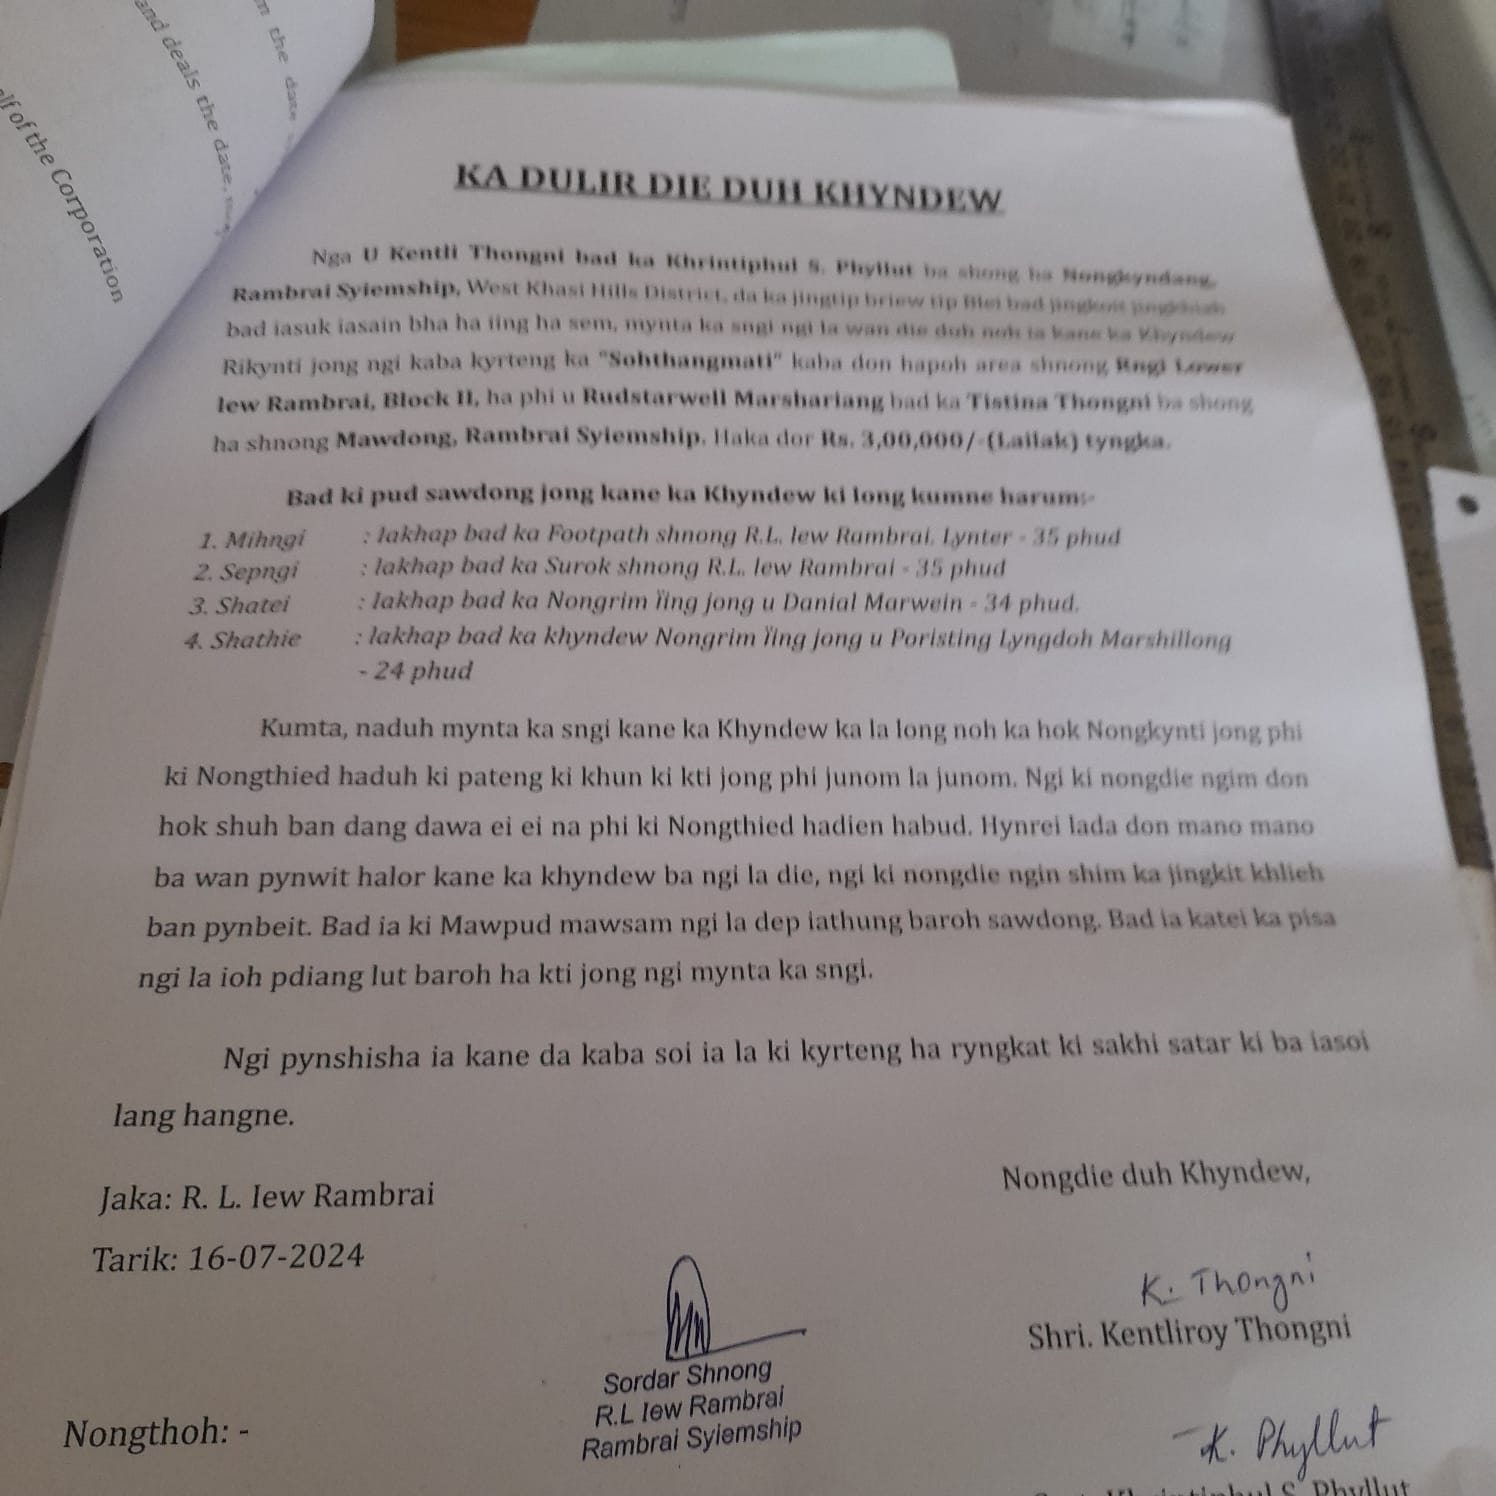 m the date
and deals the date,
lf of the Corporation
KA DULIR DIE DUH KHYNDEW
Nga U Kentli Thongni bad ka Khrintiphul S. Phyllut ba shong ha Nongkyndang,
Rambrai Syiemship, West Khasi Hills District, da ka jingtip briew tip Blei bad jingkoit jingkhiah
bad iasuk iasain bha ha iing ha sem, mynta ka sngi ngi la wan die duh noh ia kane ka Khyndew
Rikynti jong ngi kaba kyrteng ka "Sohthangmati" kaba don hapoh area shnong Rngi Lower
Iew Rambrai, Block II, ha phi u Rudstarwell Marshariang bad ka Tistina Thongni ba shong
ha shnong Mawdong, Rambrai Syiemship. Haka dor Rs. 3,00,000/-(Lailak) tyngka.
Bad ki pud sawdong jong kane ka Khyndew ki long kumne harum:-
1. Mihngi : Iakhap bad ka Footpath shnong R.L. Iew Rambrai. Lynter - 35 phud
2. Sepngi : Iakhap bad ka Surok shnong R.L. Iew Rambrai - 35 phud
3. Shatei : Iakhap bad ka Nongrim ïing jong u Danial Marwein - 34 phud.
4. Shathie : Iakhap bad ka khyndew Nongrim ïing jong u Poristing Lyngdoh Marshillong
- 24 phud
Kumta, naduh mynta ka sngi kane ka Khyndew ka la long noh ka hok Nongkynti jong phi
ki Nongthied haduh ki pateng ki khun ki kti jong phi junom la junom. Ngi ki nongdie ngim don
hok shuh ban dang dawa ei ei na phi ki Nongthied hadien habud. Hynrei lada don mano mano
ba wan pynwit halor kane ka khyndew ba ngi la die, ngi ki nongdie ngin shim ka jingkit khlieh
ban pynbeit. Bad ia ki Mawpud mawsam ngi la dep iathung baroh sawdong. Bad ia katei ka pisa
ngi la ioh pdiang lut baroh ha kti jong ngi mynta ka sngi.
Ngi pynshisha ia kane da kaba soi ia la ki kyrteng ha ryngkat ki sakhi satar ki ba iasoi
lang hangne.
Nongdie duh Khyndew,
Jaka: R. L. Iew Rambrai
Tarik: 16-07-2024
K. Thongni
Shri. Kentliroy Thongni
Sordar Shnong
R.L Iew Rambrai
Rambrai Syiemship
Nongthoh: -
K. Phyllut
Khrintiphul S. Phyllut